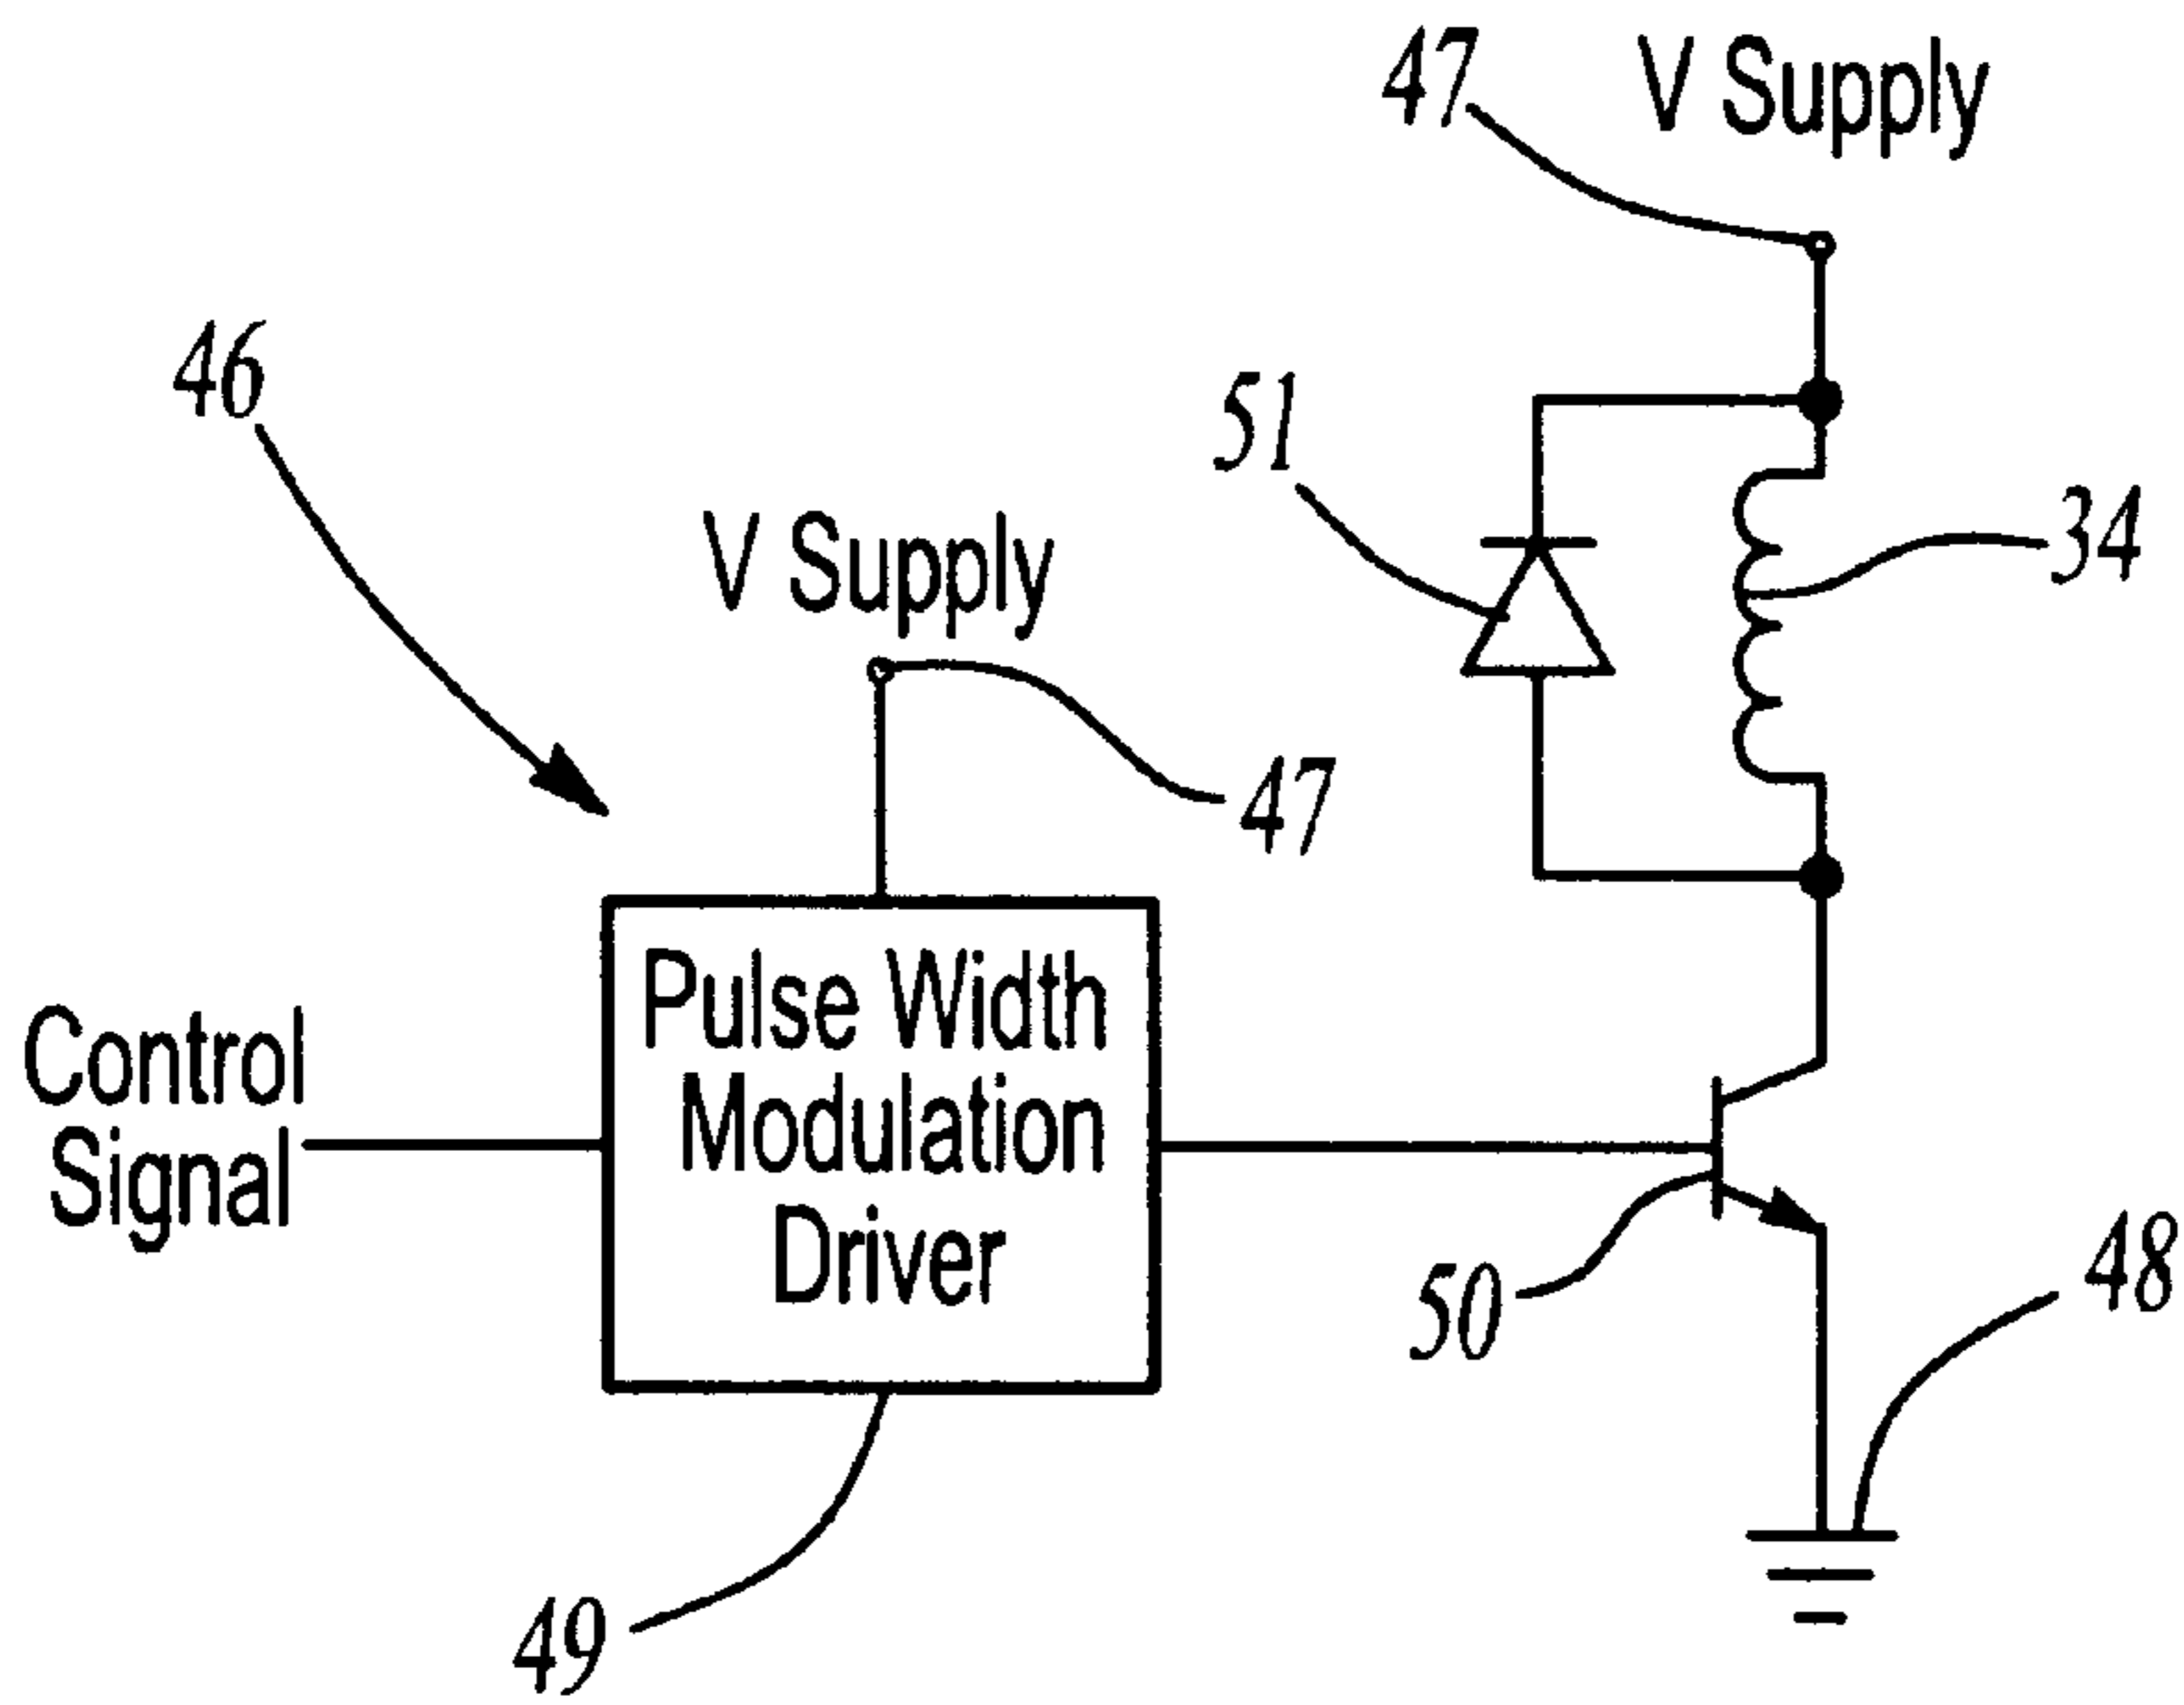 47
V Supply
46
51
34
V Supply
47
Pulse Width
Modulation
Driver
Control
Signal
50
48
49